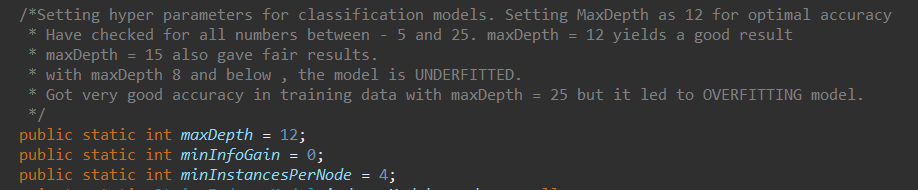 /*Setting hyper parameters for classification models. Setting MaxDepth as 12 for optimal accuracy
* Have checked for all numbers between - 5 and 25. maxDepth = 12 yields a good result
* maxDepth = 15 also gave fair results.
* with maxDepth 8 and below , the model is UNDERFITTED.
* Got very good accuracy in training data with maxDepth = 25 but it led to OVERFITTING model.
*/
public static int maxDepth = 12;
public static int minInfoGain = 0;
public static int minInstancesPerNode = 4;